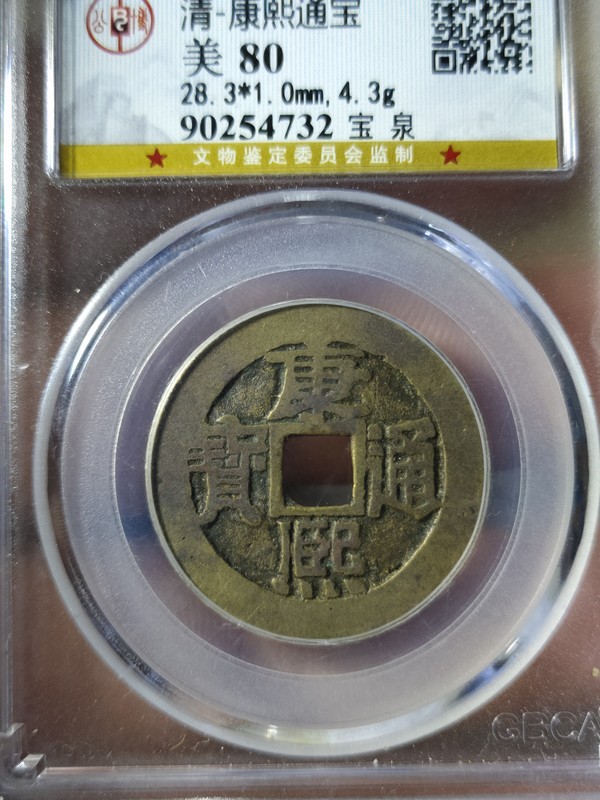 清-康熙通宝
美 80
28.3*1.0mm,4.3g
90254732 宝 泉
★ 文物鉴定委员会监制 ★
康
寶 通
熙
GBCA